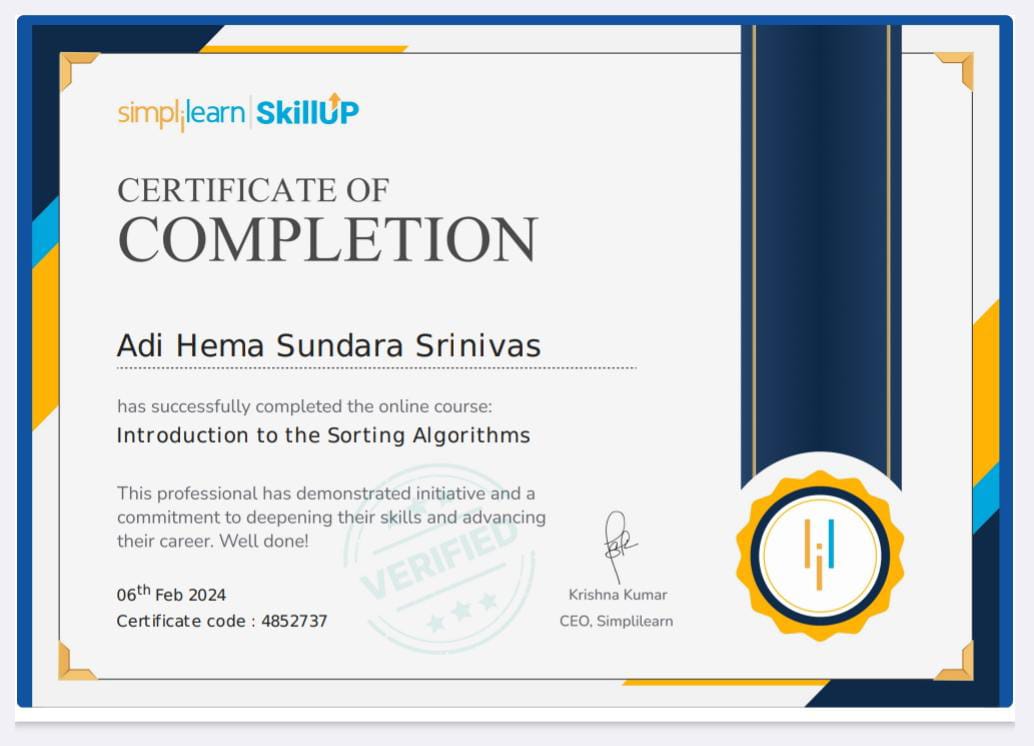 simplilearn | SkillUP
CERTIFICATE OF
COMPLETION
Adi Hema Sundara Srinivas
has successfully completed the online course:
Introduction to the Sorting Algorithms
This professional has demonstrated initiative and a
commitment to deepening their skills and advancing
their career. Well done!
VERIFIED
06th Feb 2024
Certificate code : 4852737
Krishna Kumar
CEO, Simplilearn